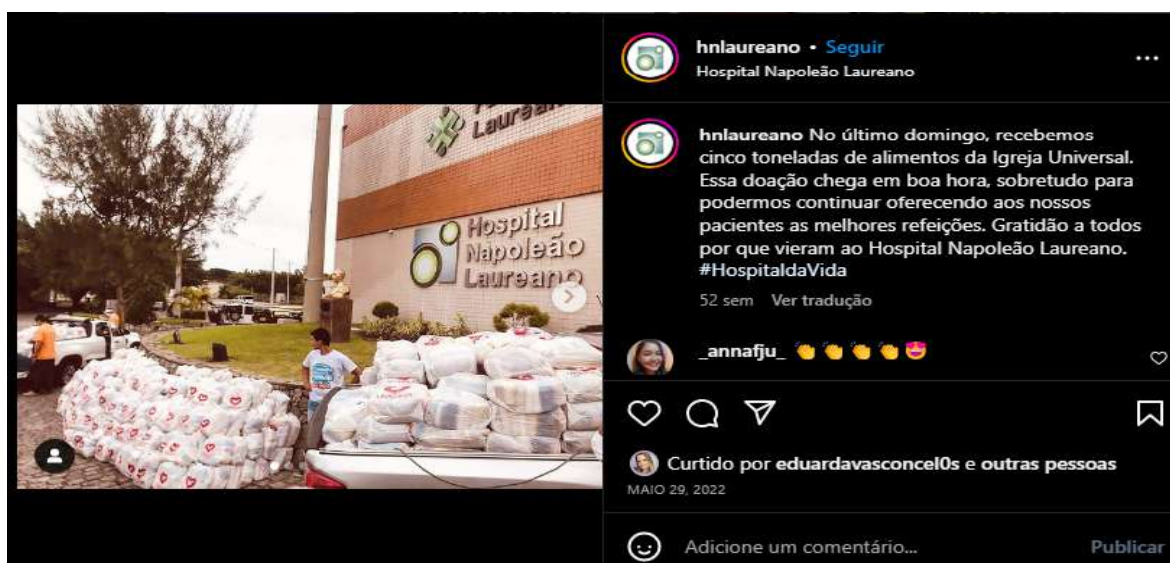 hnlaureano • Seguir
Hospital Napoleão Laureano
hnlaureano No último domingo, recebemos
cinco toneladas de alimentos da Igreja Universal.
Essa doação chega em boa hora, sobretudo para
podermos continuar oferecendo aos nossos
pacientes as melhores refeições. Gratidão a todos
por que vieram ao Hospital Napoleão Laureano.
#HospitaldaVida
52 sem Ver tradução
_annafju_ 👏👏👏👏😍
Curtido por eduardavasconcel0s e outras pessoas
MAIO 29, 2022
Adicione um comentário... Publicar
Laureano
Hospital
Napoleão
Laureano